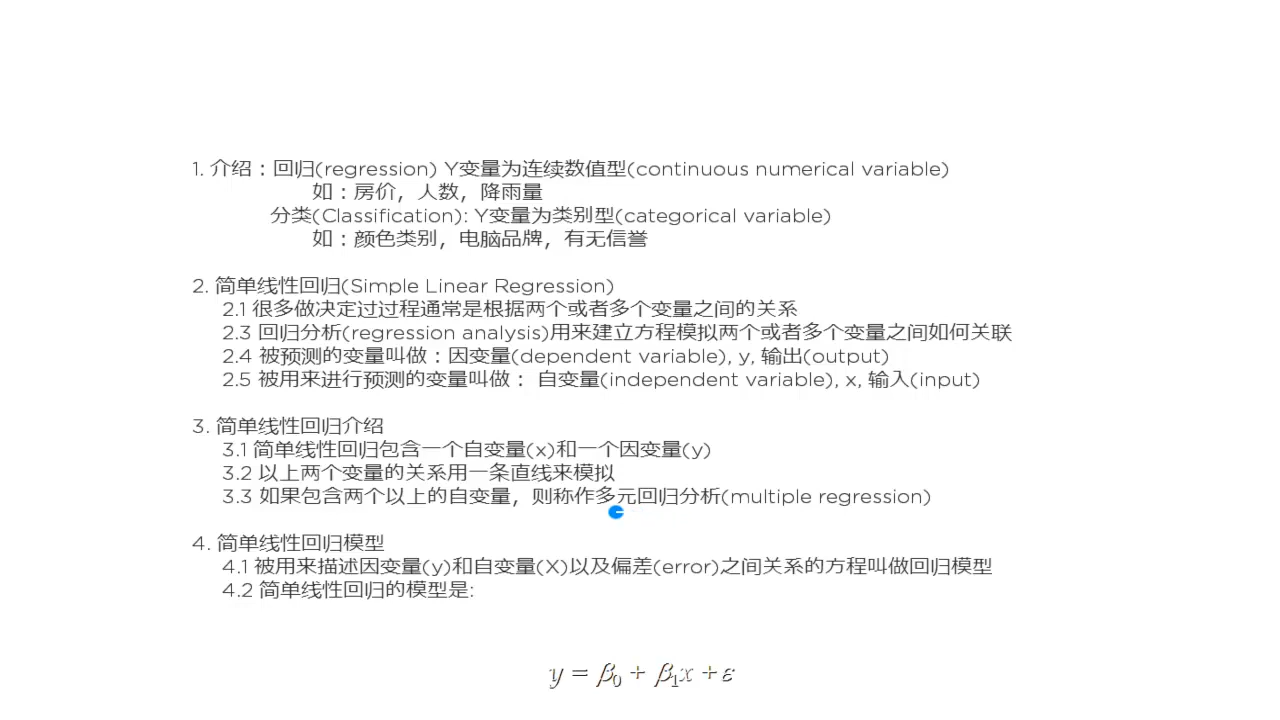 1. 介绍：回归(regression) Y变量为连续数值型(continuous numerical variable)
如：房价，人数，降雨量
分类(Classification): Y变量为类别型(categorical variable)
如：颜色类别，电脑品牌，有无信誉
2. 简单线性回归(Simple Linear Regression)
2.1 很多做决定过过程通常是根据两个或者多个变量之间的关系
2.3 回归分析(regression analysis)用来建立方程模拟两个或者多个变量之间如何关联
2.4 被预测的变量叫做：因变量(dependent variable), y, 输出(output)
2.5 被用来进行预测的变量叫做： 自变量(independent variable), x, 输入(input)
3. 简单线性回归介绍
3.1 简单线性回归包含一个自变量(x)和一个因变量(y)
3.2 以上两个变量的关系用一条直线来模拟
3.3 如果包含两个以上的自变量，则称作多元回归分析(multiple regression)
4. 简单线性回归模型
4.1 被用来描述因变量(y)和自变量(X)以及偏差(error)之间关系的方程叫做回归模型
4.2 简单线性回归的模型是:
y = β₀ + β₁x + ε